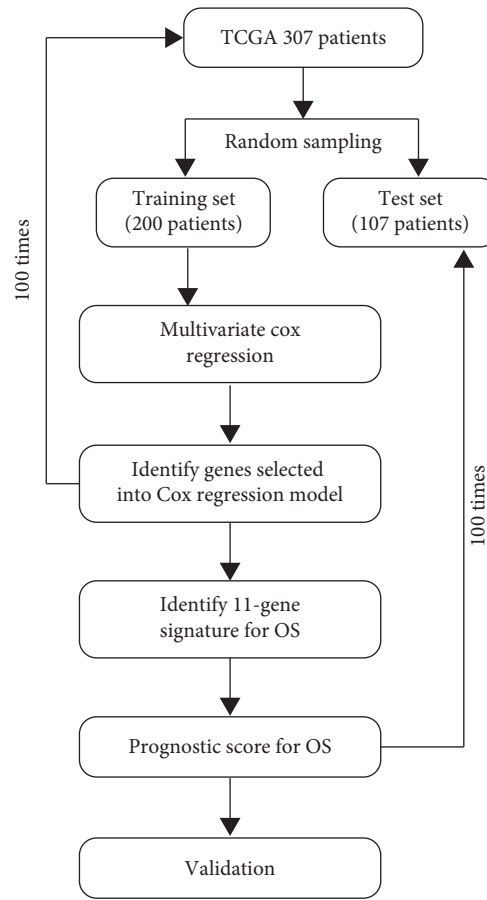 TCGA 307 patients
Random sampling
Training set
(200 patients)
Test set
(107 patients)
100 times
Multivariate cox
regression
Identify genes selected
into Cox regression model
100 times
Identify 11-gene
signature for OS
Prognostic score for OS
Validation